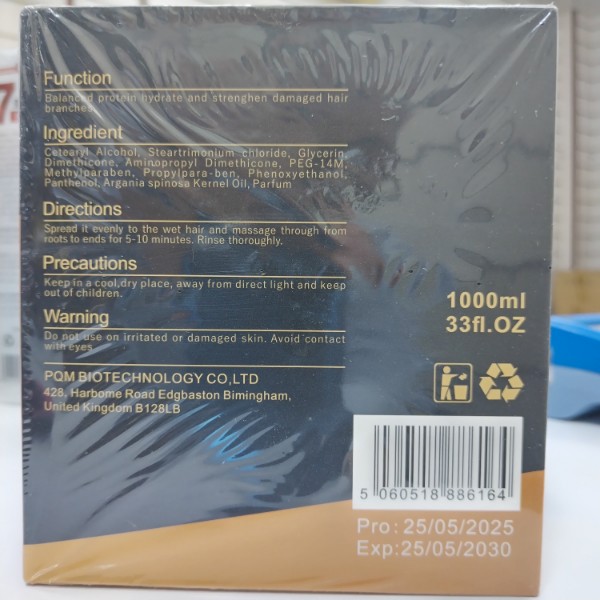 Function
Balanced protein hydrate and strengthen damaged hair
branches
Ingredient
Cetearyl Alcohol, Steartrimonium chloride, Glycerin,
Dimethicone, Aminopropyl Dimethicone, PEG-14M,
Methylparaben, Propylpara-ben, Phenoxyethanol,
Panthenol, Argania spinosa Kernel Oil, Parfum
Directions
Spread it evenly to the wet hair and massage through from
roots to ends for 5-10 minutes. Rinse thoroughly.
Precautions
Keep in a cool,dry place, away from direct light and keep
out of children.
Warning
Do not use on irritated or damaged skin. Avoid contact
with eyes
PQM BIOTECHNOLOGY CO,LTD
428, Harbome Road Edgbaston Bimingham,
United Kingdom B128LB
1000ml
33fl.OZ
5 060518 886164
Pro: 25/05/2025
Exp:25/05/2030
7